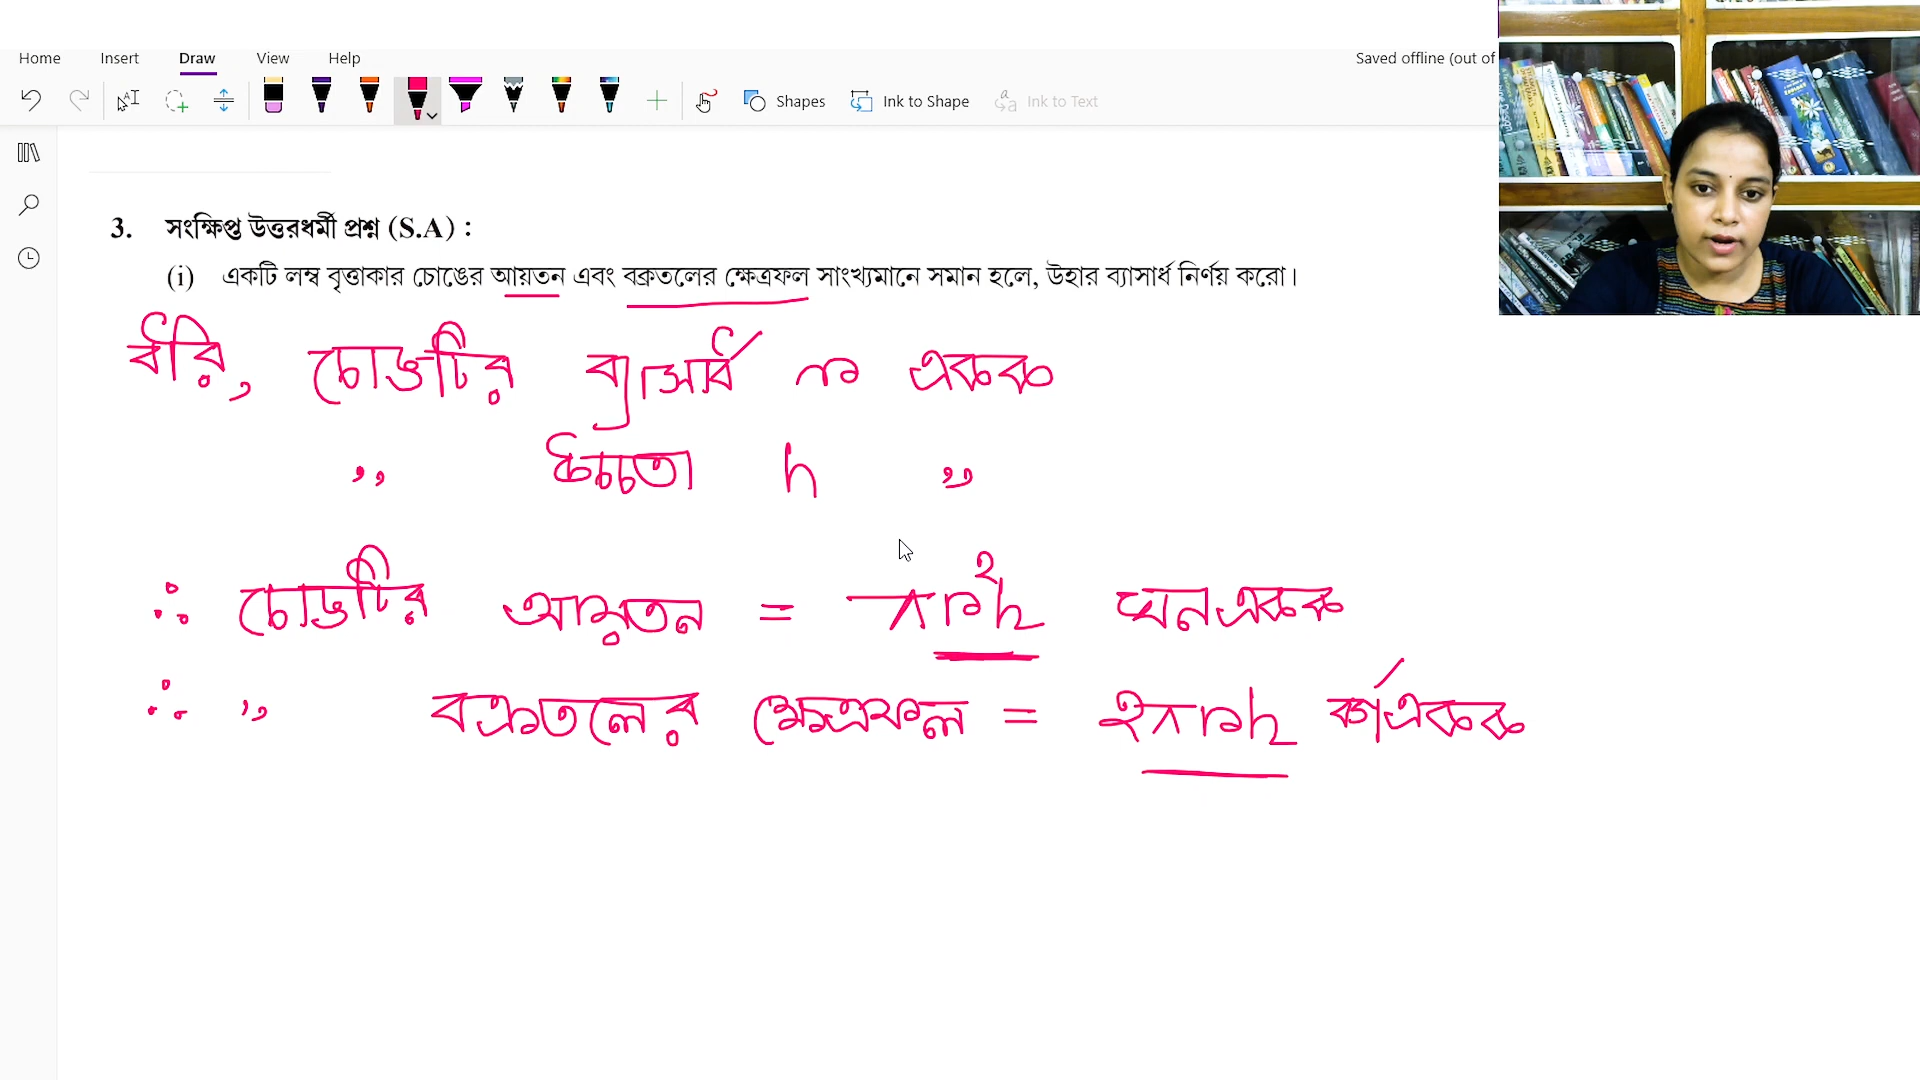 Home Insert Draw View Help Saved offline (out of
Shapes Ink to Shape Ink to Text
3. সংক্ষিপ্ত উত্তরধর্মী প্রশ্ন (S.A) :
(i) একটি লম্ব বৃত্তাকার চোঙের আয়তন এবং বক্রতলের ক্ষেত্রফল সাংখ্যমানে সমান হলে, উহার ব্যাসার্ধ নির্ণয় করো।
ধরি, চোঙটির ব্যাসার্ধ r একক
,, উচ্চতা h ,,
∴ চোঙটির আয়তন = πr²h ঘনএকক
∴ ,, বক্রতলের ক্ষেত্রফল = 2πrh বর্গএকক